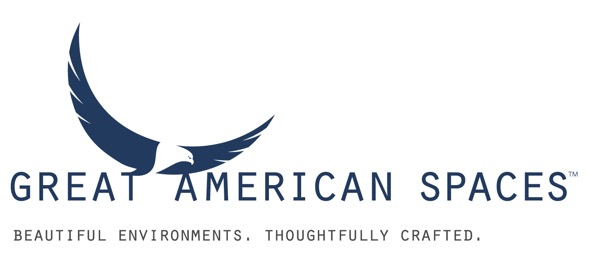 GREAT AMERICAN SPACES™
BEAUTIFUL ENVIRONMENTS. THOUGHTFULLY CRAFTED.